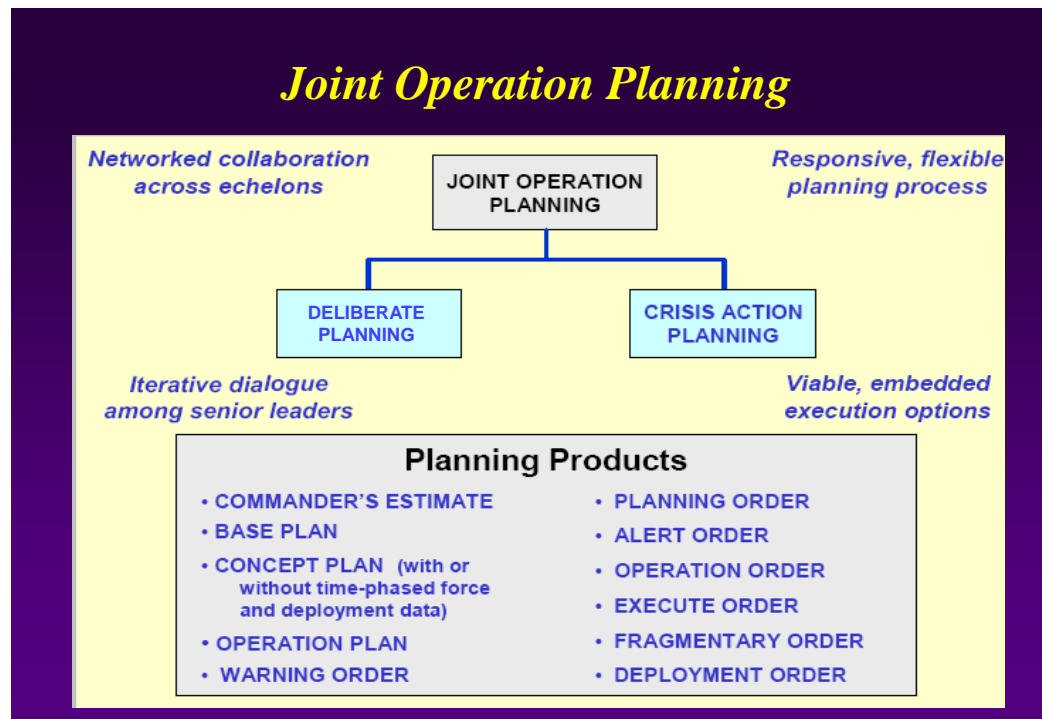 Joint Operation Planning
Networked collaboration
across echelons
JOINT OPERATION
PLANNING
Responsive, flexible
planning process
DELIBERATE
PLANNING
CRISIS ACTION
PLANNING
Iterative dialogue
among senior leaders
Viable, embedded
execution options
Planning Products
• COMMANDER'S ESTIMATE
• BASE PLAN
• CONCEPT PLAN (with or
without time-phased force
and deployment data)
• OPERATION PLAN
• WARNING ORDER
• PLANNING ORDER
• ALERT ORDER
• OPERATION ORDER
• EXECUTE ORDER
• FRAGMENTARY ORDER
• DEPLOYMENT ORDER